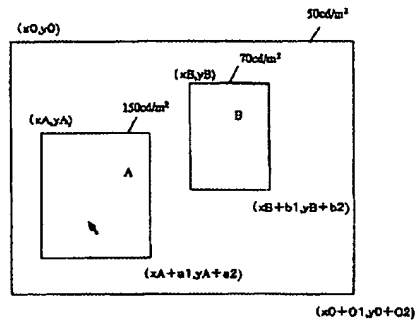 50cd/m²
(x0,y0)
70cd/m²
(xB,yB)
150cd/m²
(xA,yA)
B
A
(xB+b1,yB+b2)
(xA+a1,yA+a2)
(x0+01,y0+02)